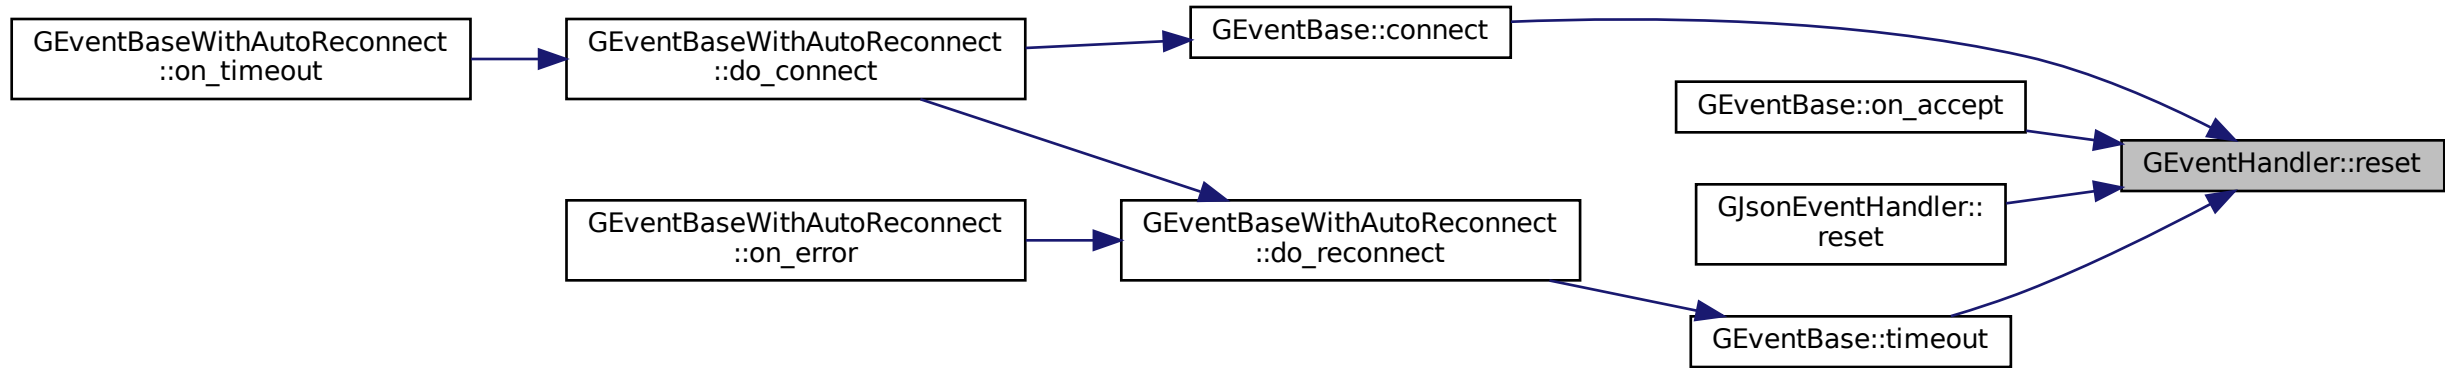 GEventBaseWithAutoReconnect
::on_timeout
GEventBaseWithAutoReconnect
::do_connect
GEventBase::connect
GEventBase::on_accept
GEventHandler::reset
GJsonEventHandler::
reset
GEventBaseWithAutoReconnect
::on_error
GEventBaseWithAutoReconnect
::do_reconnect
GEventBase::timeout